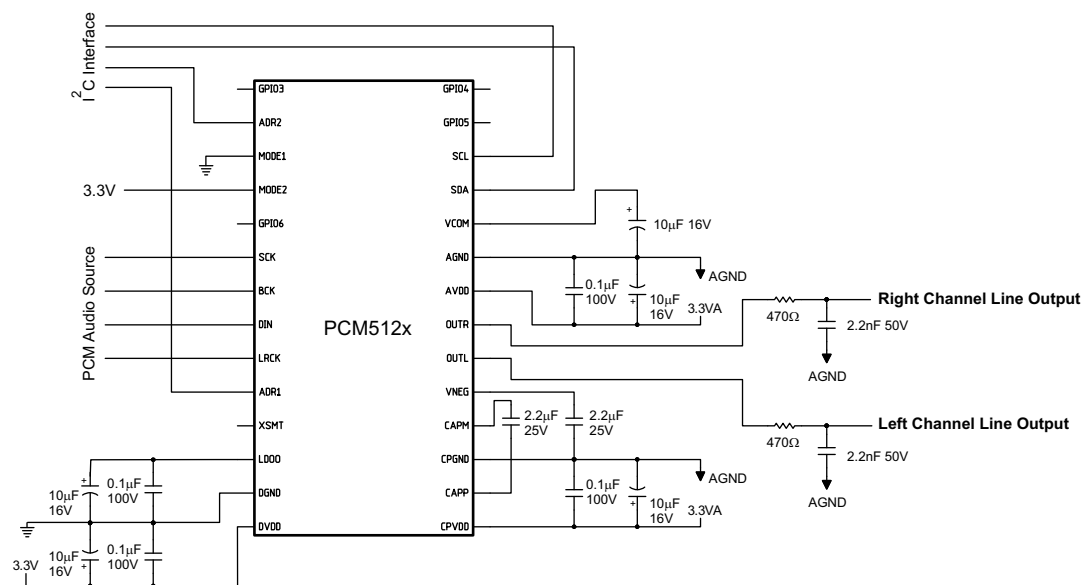 I2C Interface
GPIO3
ADR2
MODE1
3.3V
MODE2
GPIO6
PCM Audio Source
SCK
BCK
DIN
LRCK
ADR1
XSMT
LDOO
DGND
DVDD
PCM512x
GPIO4
GPIO5
SCL
SDA
VCOM
AGND
AVDD
OUTR
OUTL
VNEG
CAPM
CPGND
CAPP
CPVDD
+
10µF 16V
AGND
0.1µF
100V
10µF
16V
+
3.3VA
470Ω
Right Channel Line Output
2.2nF 50V
AGND
2.2µF
25V
2.2µF
25V
470Ω
Left Channel Line Output
2.2nF 50V
AGND
AGND
0.1µF
100V
10µF
16V
+
3.3VA
+
10µF
16V
0.1µF
100V
3.3V
10µF
16V
+
0.1µF
100V